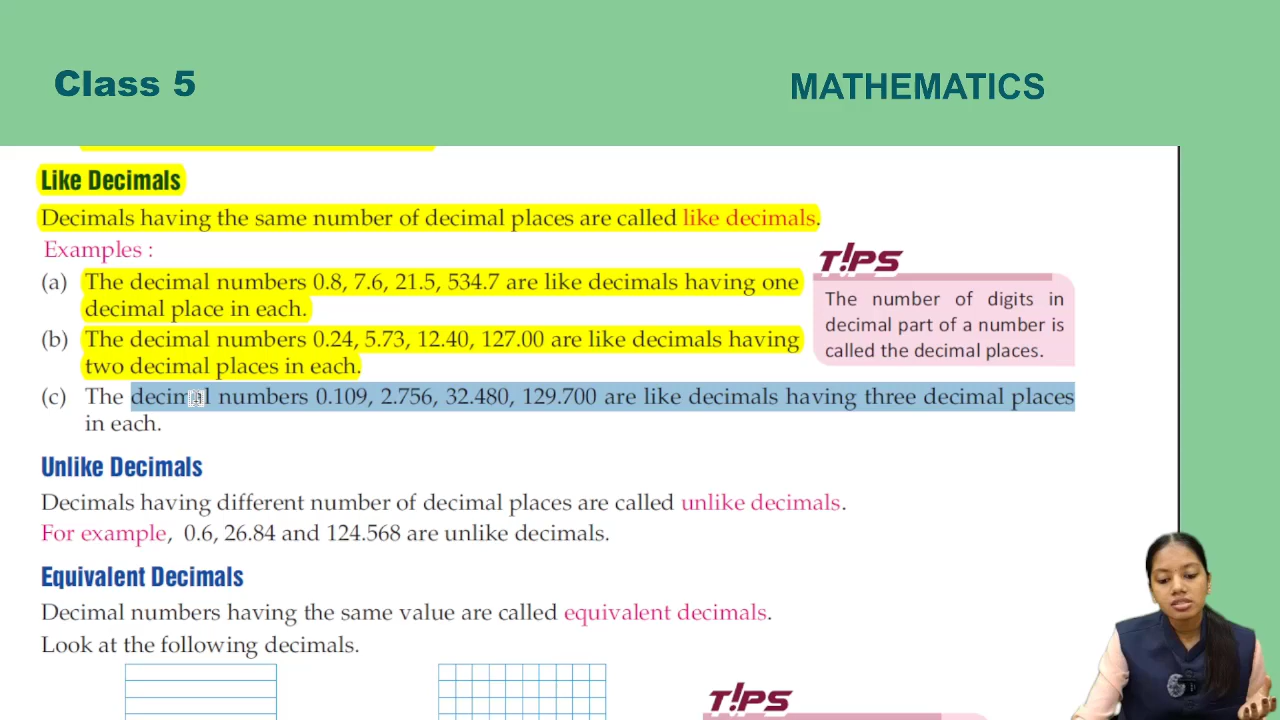 Class 5
MATHEMATICS
Like Decimals
Decimals having the same number of decimal places are called like decimals.
Examples :
(a) The decimal numbers 0.8, 7.6, 21.5, 534.7 are like decimals having one
decimal place in each.
(b) The decimal numbers 0.24, 5.73, 12.40, 127.00 are like decimals having
two decimal places in each.
T!PS
The number of digits in
decimal part of a number is
called the decimal places.
(c) The decimal numbers 0.109, 2.756, 32.480, 129.700 are like decimals having three decimal places
in each.
Unlike Decimals
Decimals having different number of decimal places are called unlike decimals.
For example, 0.6, 26.84 and 124.568 are unlike decimals.
Equivalent Decimals
Decimal numbers having the same value are called equivalent decimals.
Look at the following decimals.
T!PS